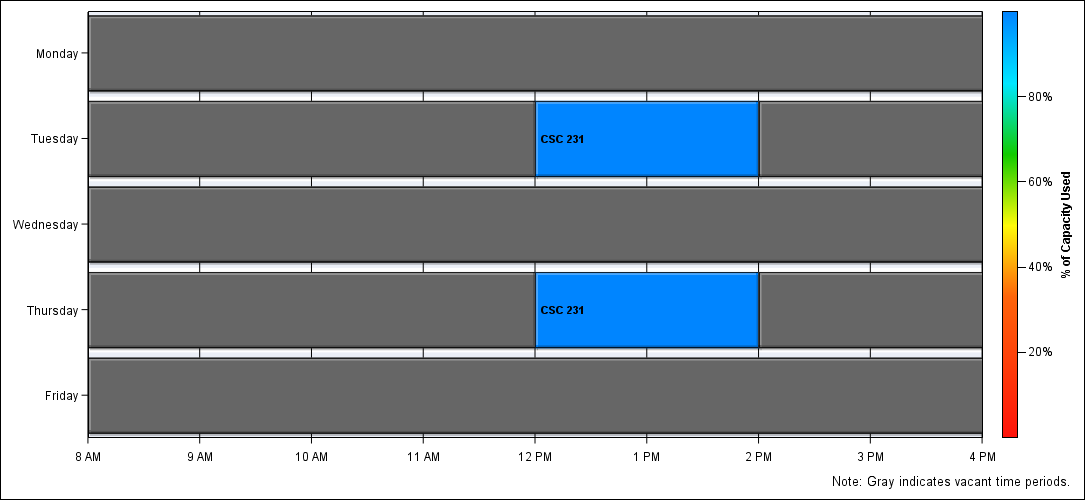 Monday
Tuesday
CSC 231
Wednesday
Thursday
CSC 231
Friday
8 AM 9 AM 10 AM 11 AM 12 PM 1 PM 2 PM 3 PM 4 PM
80%
60%
40%
20%
% of Capacity Used
Note: Gray indicates vacant time periods.